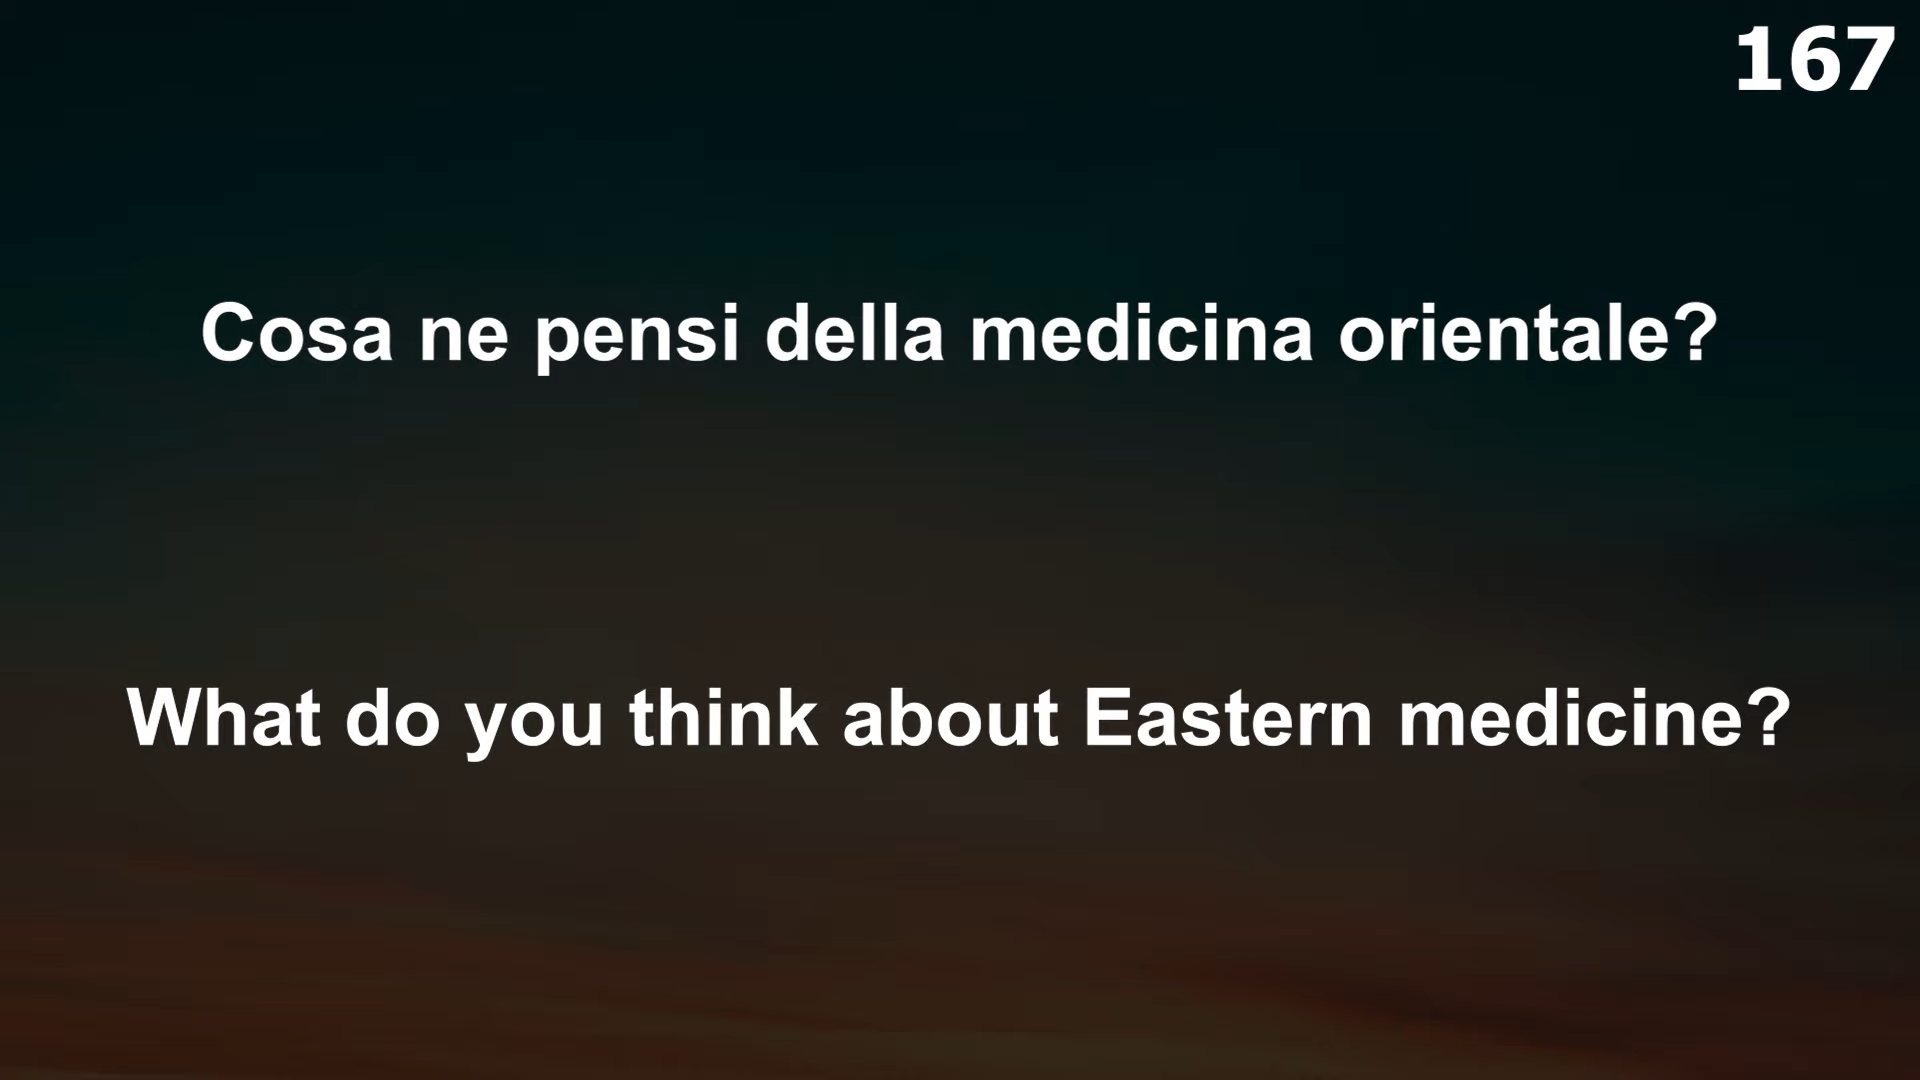 167
Cosa ne pensi della medicina orientale?
What do you think about Eastern medicine?